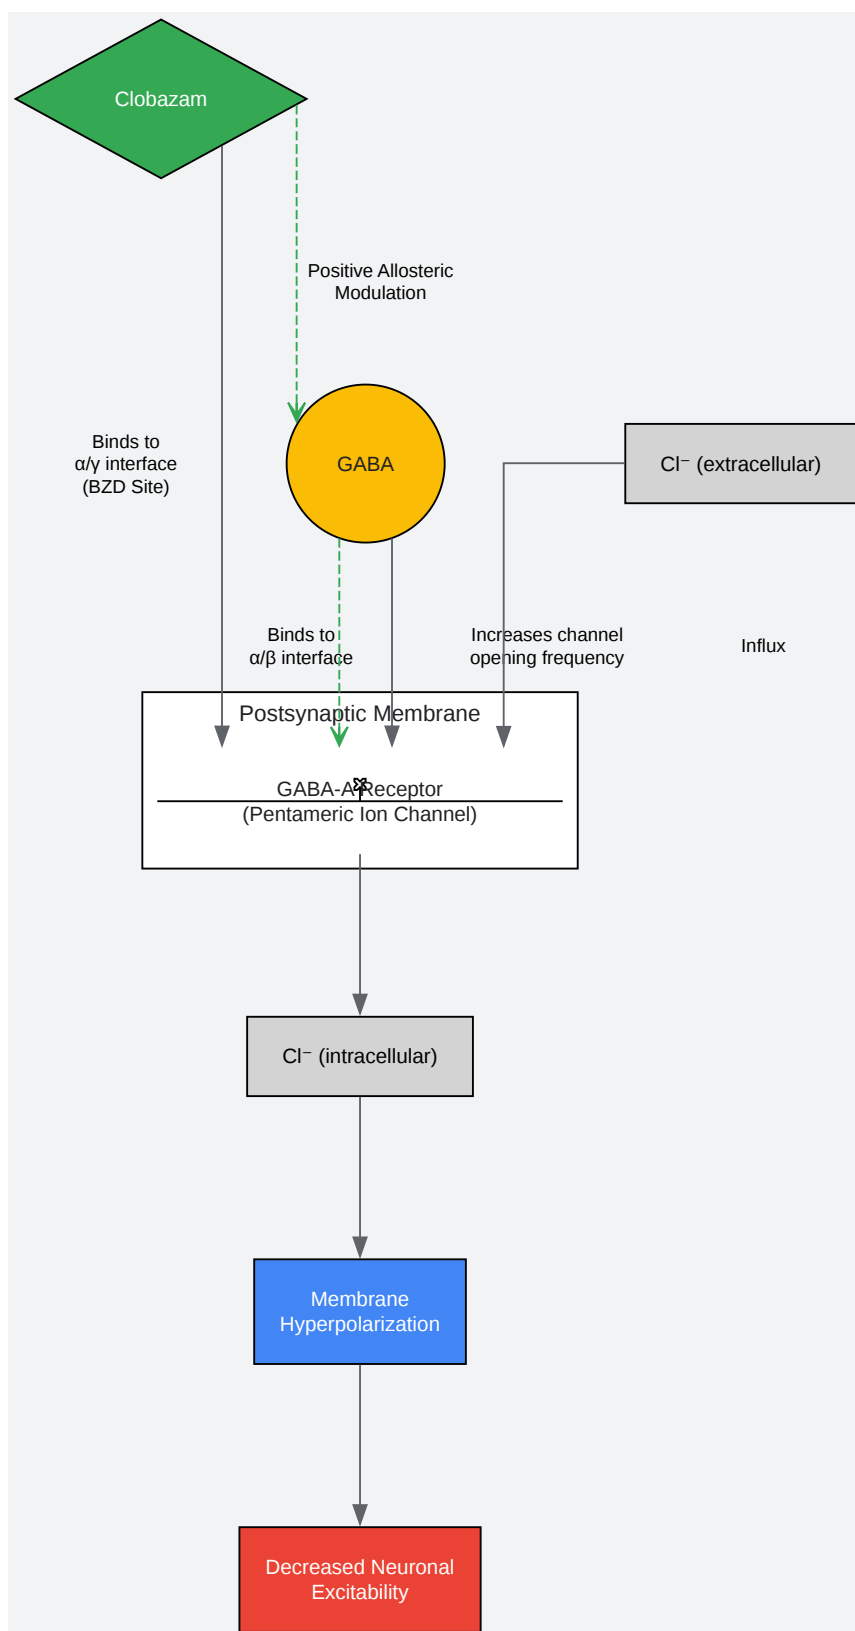 Clobazam
Positive Allosteric
Modulation
Binds to
α/γ interface
(BZD Site)
GABA
Cl⁻ (extracellular)
Binds to
α/β interface
Increases channel
opening frequency
Influx
Postsynaptic Membrane
GABA-A Receptor
(Pentameric Ion Channel)
Cl⁻ (intracellular)
Membrane
Hyperpolarization
Decreased Neuronal
Excitability